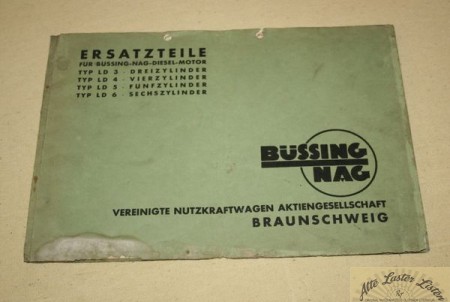 ERSATZTEILE
FÜR BÜSSING-NAG-DIESEL-MOTOR
TYP LD 3 - DREIZYLINDER
TYP LD 4 - VIERZYLINDER
TYP LD 5 - FÜNFZYLINDER
TYP LD 6 - SECHSZYLINDER
BÜSSING
NAG
VEREINIGTE NUTZKRAFTWAGEN AKTIENGESELLSCHAFT
BRAUNSCHWEIG
Alte Laster Listen